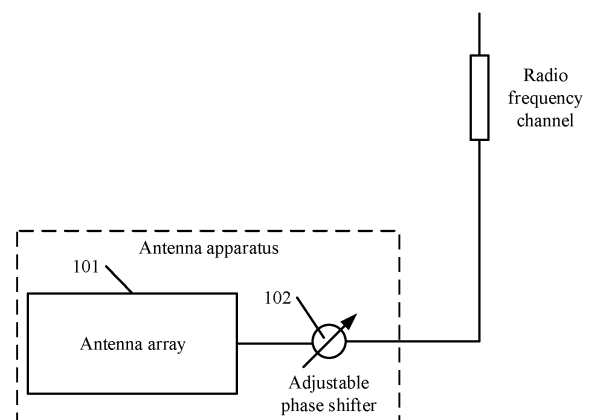 Radio
frequency
channel
Antenna apparatus
101
102
Antenna array
Adjustable
phase shifter